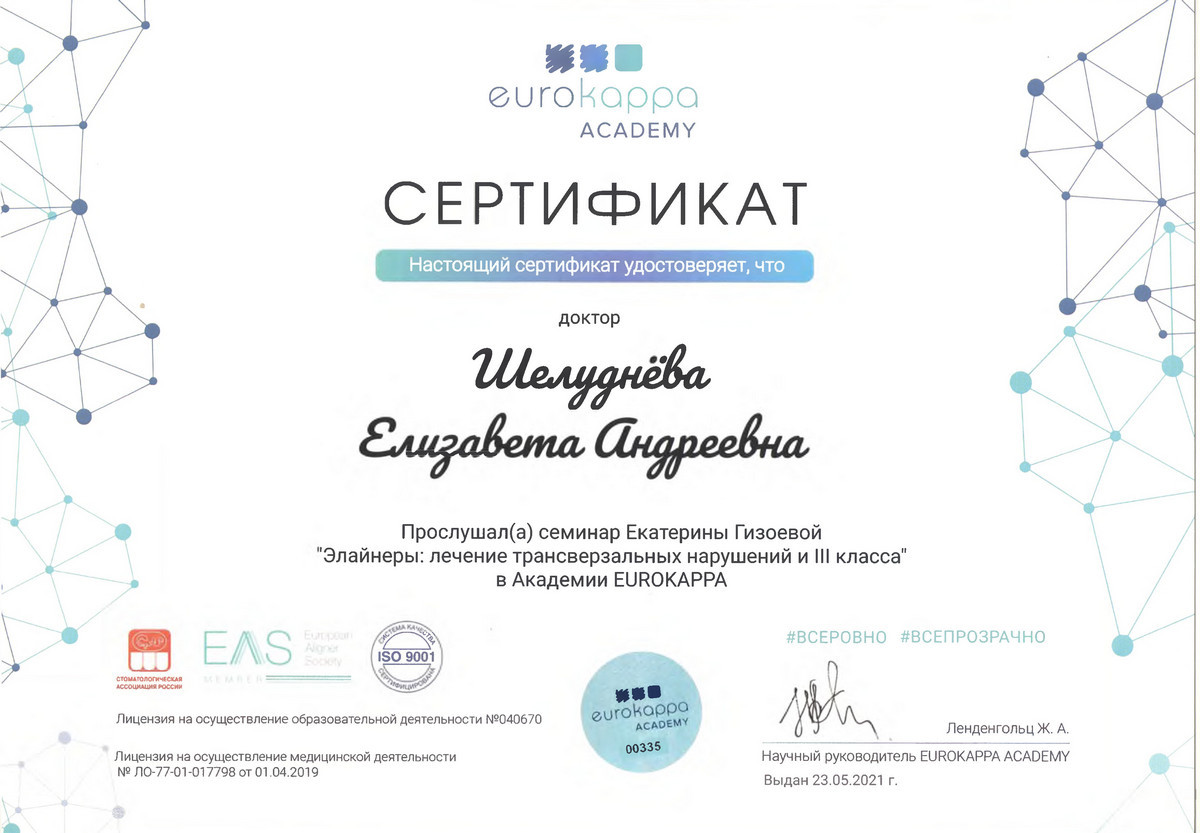 eurokappa
ACADEMY
СЕРТИФИКАТ
Настоящий сертификат удостоверяет, что
доктор
Шелуднёва
Елизавета Андреевна
Прослушал(а) семинар Екатерины Гизоевой
"Элайнеры: лечение трансверзальных нарушений и III класса"
в Академии EUROKAPPA
#ВСЕРОВНО #ВСЕПРОЗРАЧНО
СтАР
СТОМАТОЛОГИЧЕСКАЯ
АССОЦИАЦИЯ РОССИИ
EAS
European
Aligner
Society
MEMBER
СИСТЕМА КАЧЕСТВА
ISO 9001
СЕРТИФИЦИРОВАНА
eurokappa
ACADEMY
00335
Лицензия на осуществление образовательной деятельности №040670
Лицензия на осуществление медицинской деятельности
№ ЛО-77-01-017798 от 01.04.2019
Ленденгольц Ж. А.
Научный руководитель EUROKAPPA ACADEMY
Выдан 23.05.2021 г.